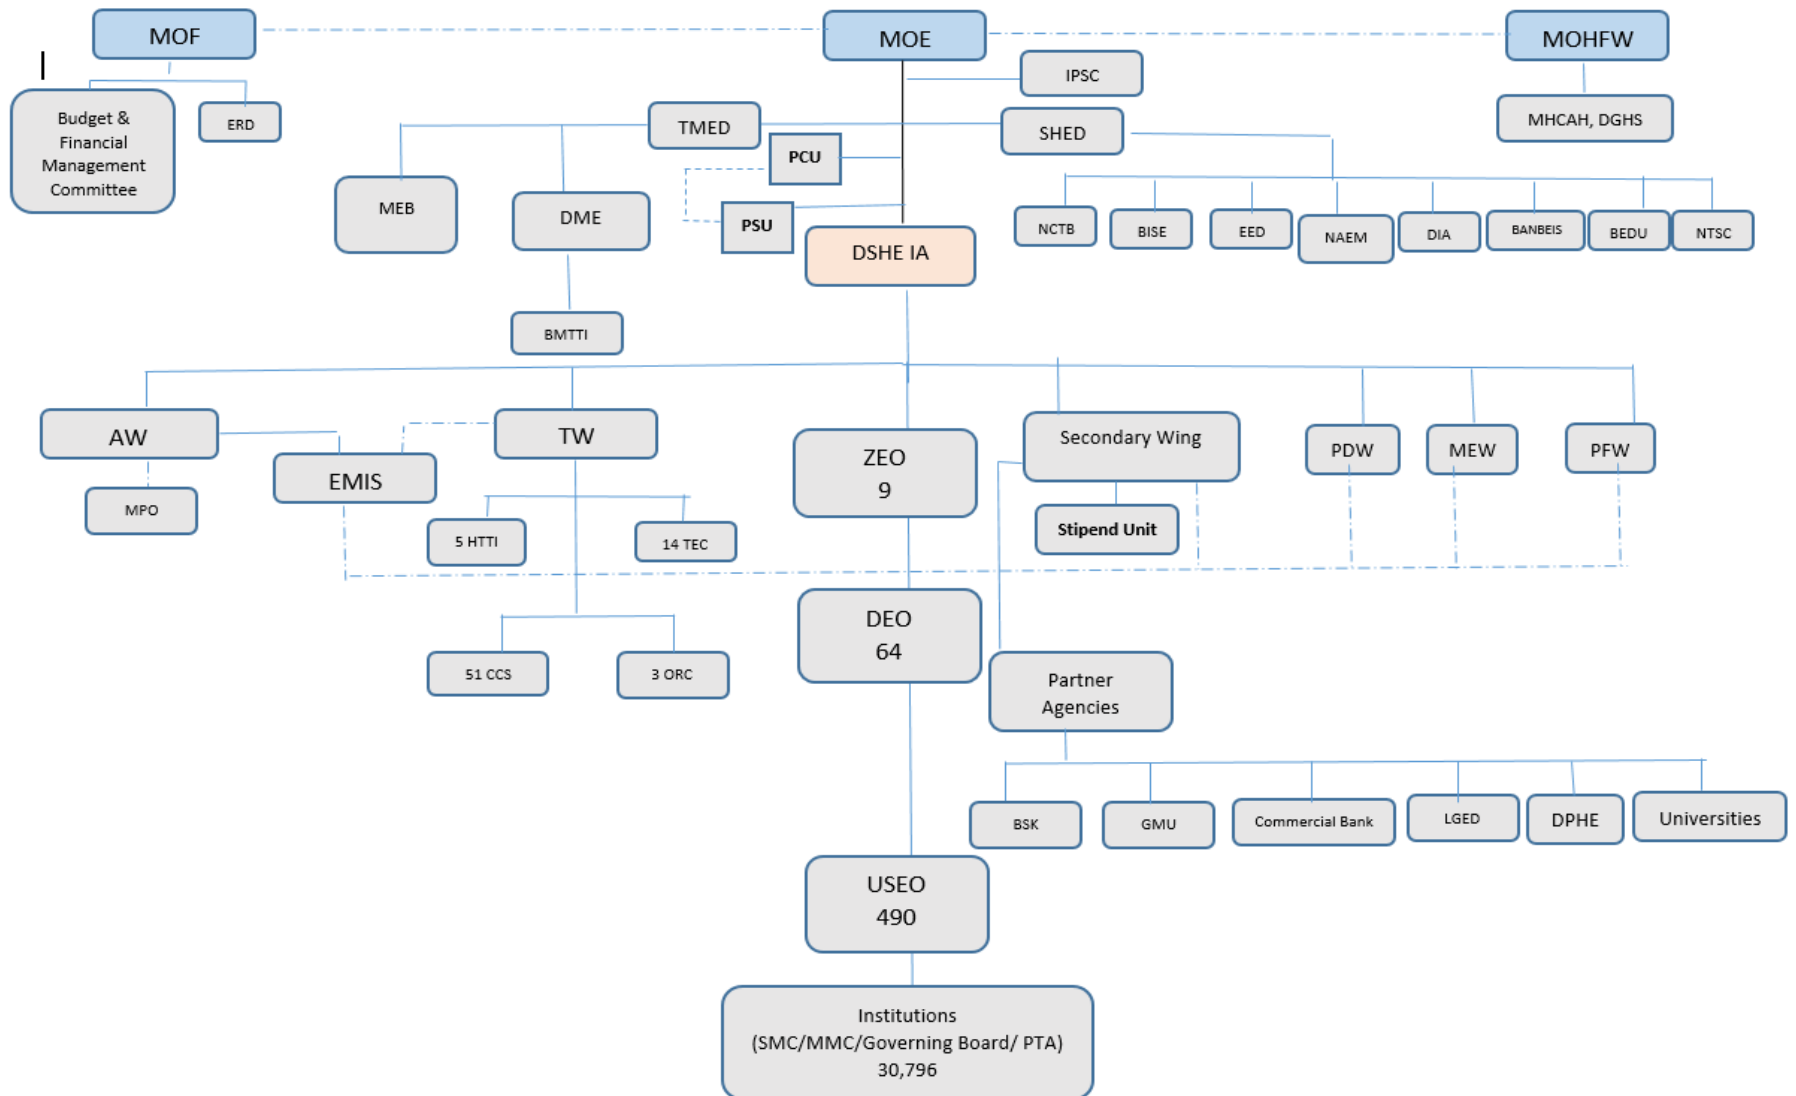 MOF
MOE
MOHFW
IPSC
Budget &
Financial
Management
Committee
ERD
TMED
SHED
MHCAH, DGHS
PCU
MEB
DME
PSU
DSHE IA
NCTB
BISE
EED
NAEM
DIA
BANBEIS
BEDU
NTSC
BMTTI
AW
TW
ZEO
9
Secondary Wing
PDW
MEW
PFW
EMIS
MPO
5 HTTI
14 TEC
Stipend Unit
DEO
64
51 CCS
3 ORC
Partner
Agencies
BSK
GMU
Commercial Bank
LGED
DPHE
Universities
USEO
490
Institutions
(SMC/MMC/Governing Board/ PTA)
30,796